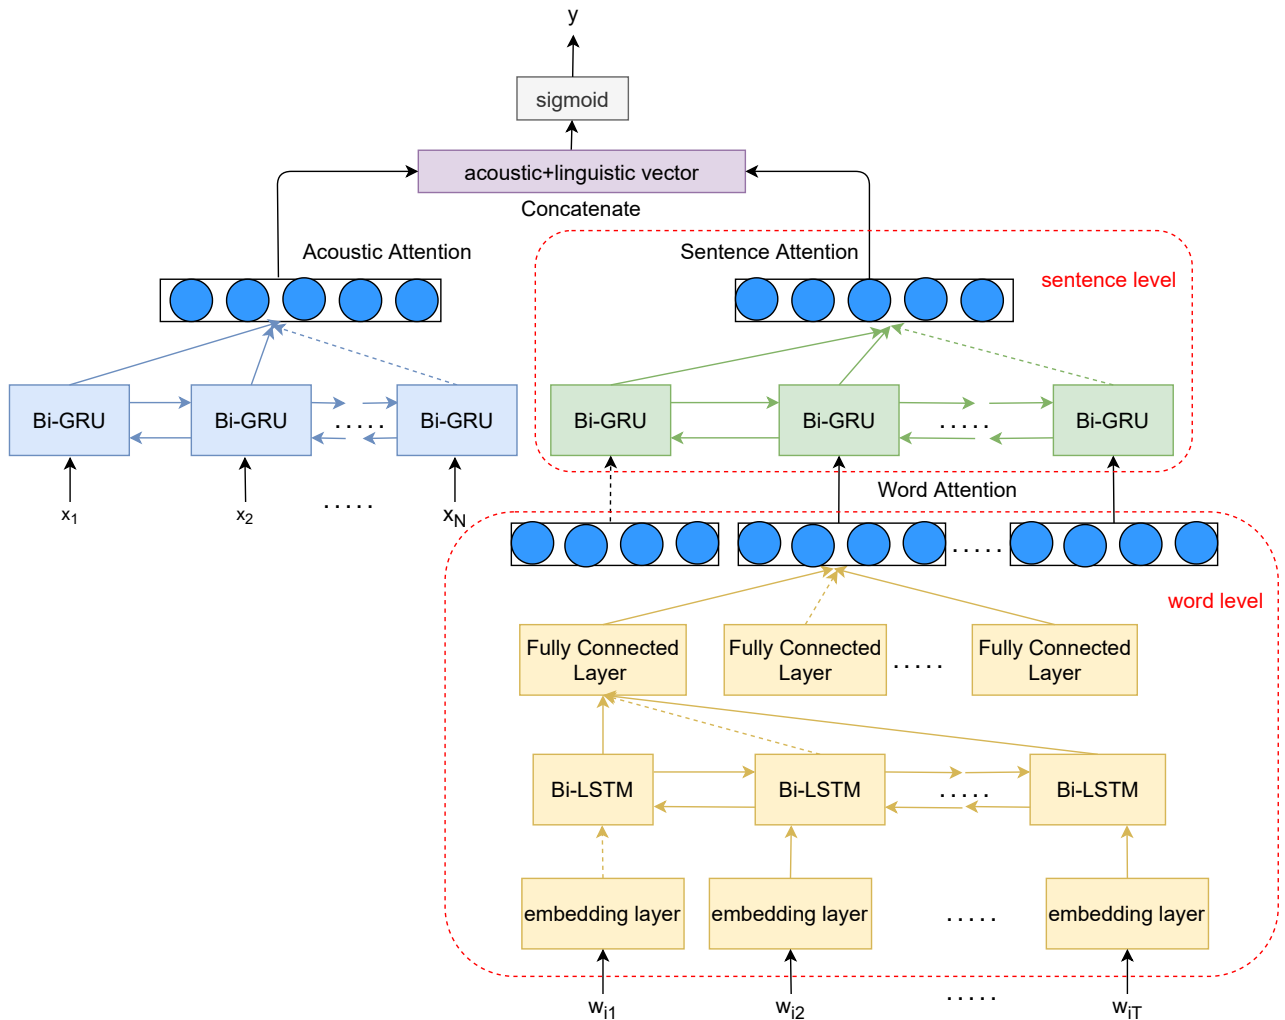 y
sigmoid
acoustic+linguistic vector
Concatenate
Acoustic Attention
Sentence Attention
sentence level
Bi-GRU
Bi-GRU
.....
Bi-GRU
Bi-GRU
Bi-GRU
.....
Bi-GRU
x1
x2
.....
xN
Word Attention
.....
word level
Fully Connected
Layer
Fully Connected
Layer
.....
Fully Connected
Layer
Bi-LSTM
Bi-LSTM
.....
Bi-LSTM
embedding layer
embedding layer
.....
embedding layer
wi1
wi2
.....
wiT